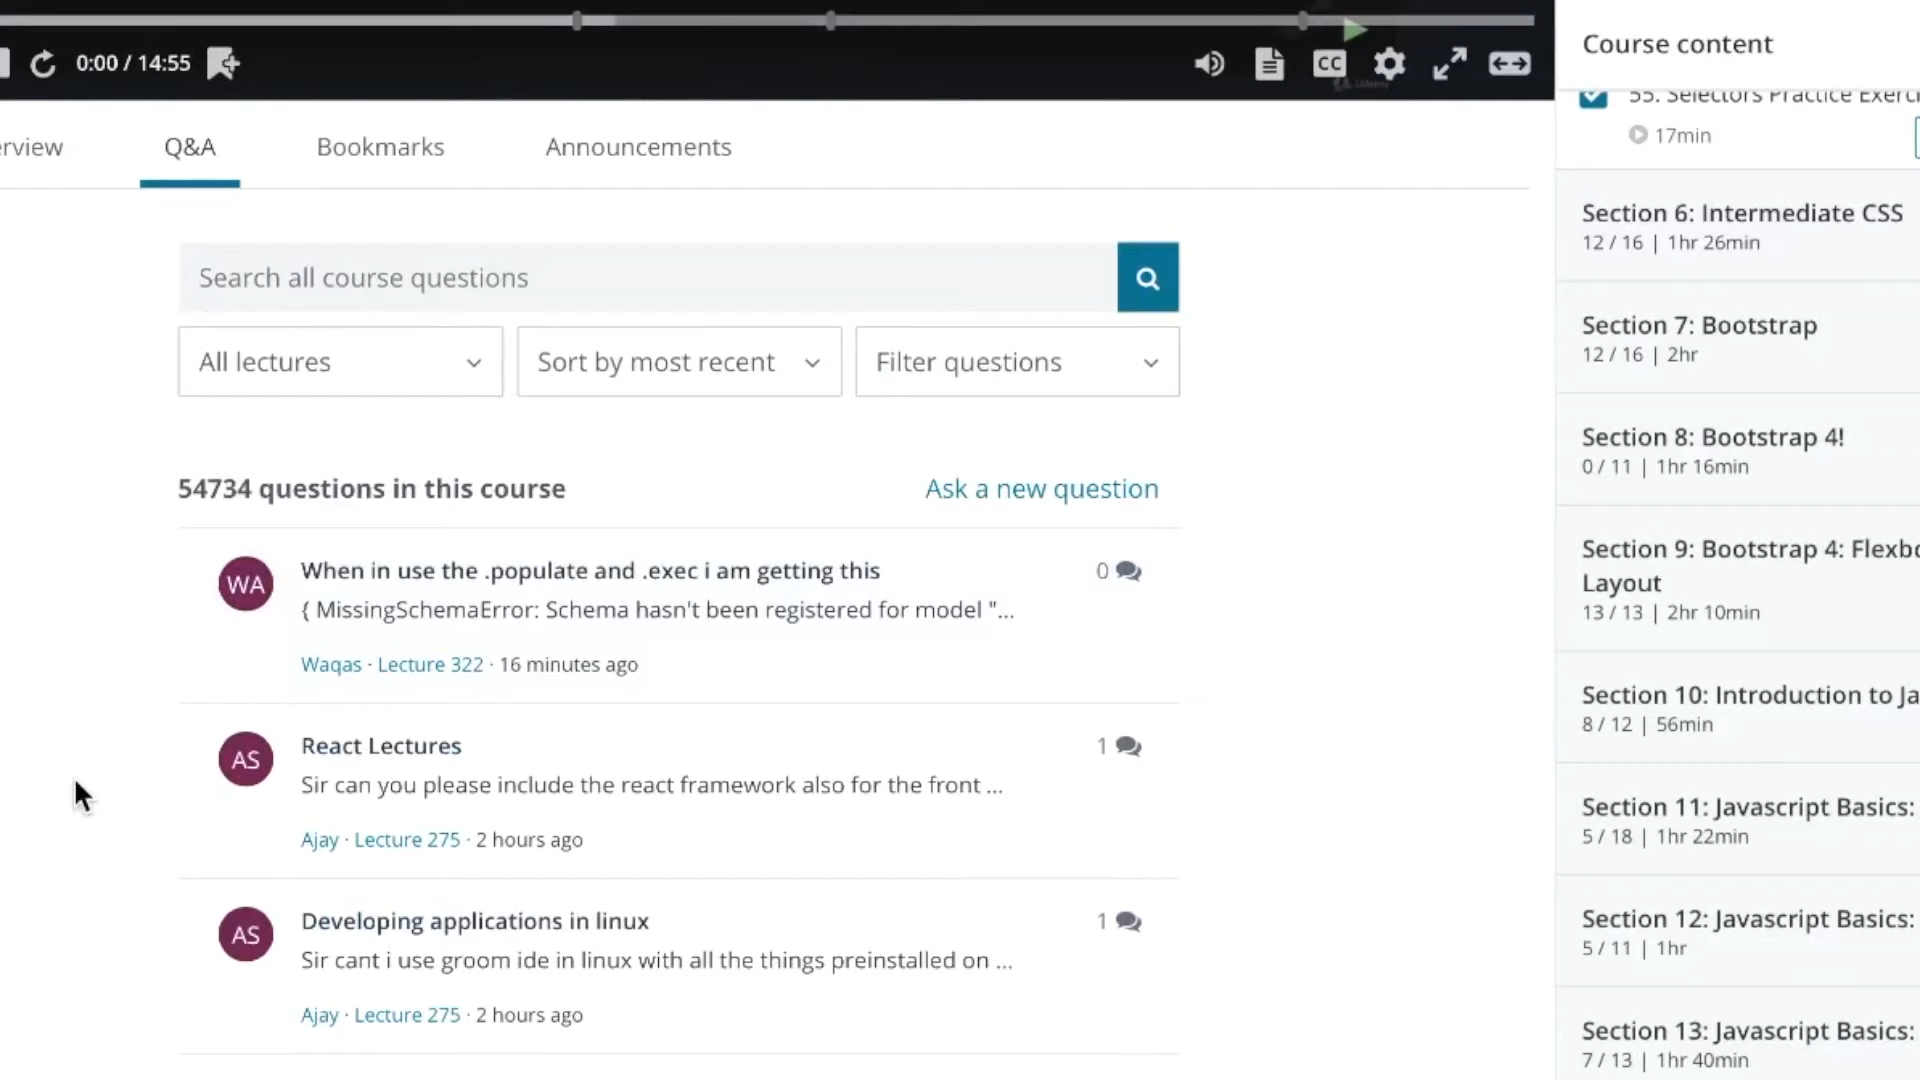 0:00 / 14:55
CC
Udemy
erview
Q&A
Bookmarks
Announcements
Search all course questions
All lectures
Sort by most recent
Filter questions
54734 questions in this course
Ask a new question
WA
When in use the .populate and .exec i am getting this
0
{ MissingSchemaError: Schema hasn't been registered for model "...
Waqas · Lecture 322 · 16 minutes ago
AS
React Lectures
1
Sir can you please include the react framework also for the front ...
Ajay · Lecture 275 · 2 hours ago
AS
Developing applications in linux
1
Sir cant i use groom ide in linux with all the things preinstalled on ...
Ajay · Lecture 275 · 2 hours ago
Course content
55. Selectors Practice Exerci
17min
Section 6: Intermediate CSS
12 / 16 | 1hr 26min
Section 7: Bootstrap
12 / 16 | 2hr
Section 8: Bootstrap 4!
0 / 11 | 1hr 16min
Section 9: Bootstrap 4: Flexbo
Layout
13 / 13 | 2hr 10min
Section 10: Introduction to Ja
8 / 12 | 56min
Section 11: Javascript Basics:
5 / 18 | 1hr 22min
Section 12: Javascript Basics:
5 / 11 | 1hr
Section 13: Javascript Basics:
7 / 13 | 1hr 40min